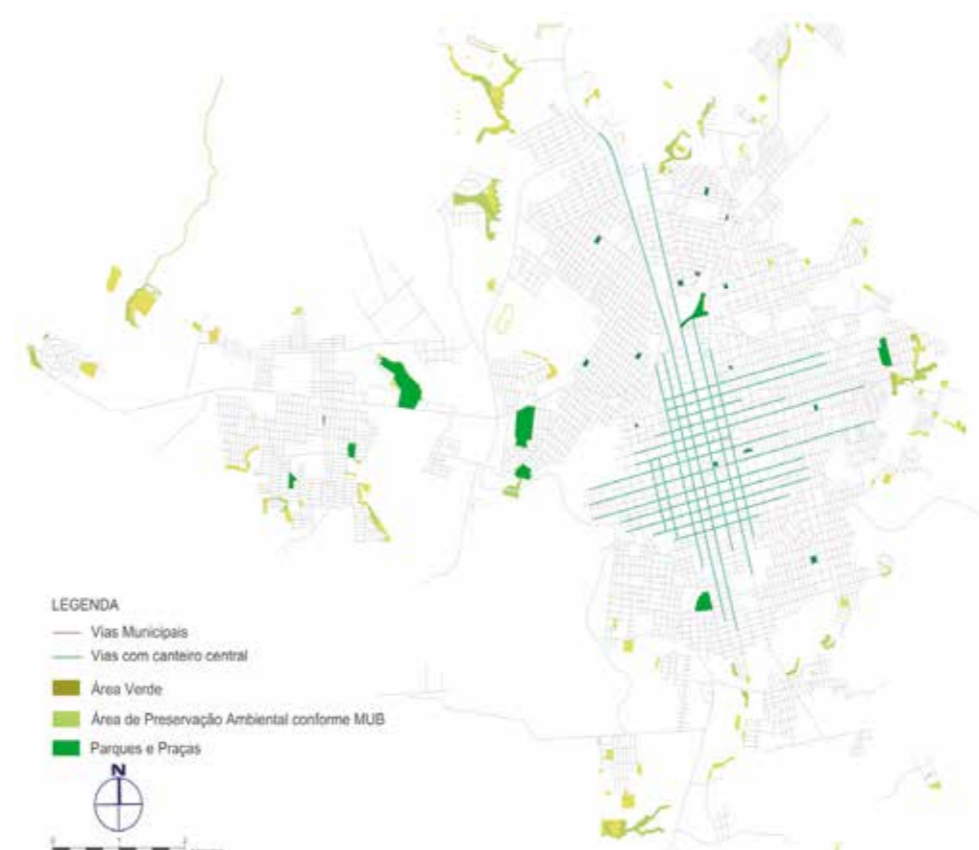 LEGENDA
Vias Municipais
Vias com canteiro central
Área Verde
Área de Preservação Ambiental conforme MUB
Parques e Praças
N